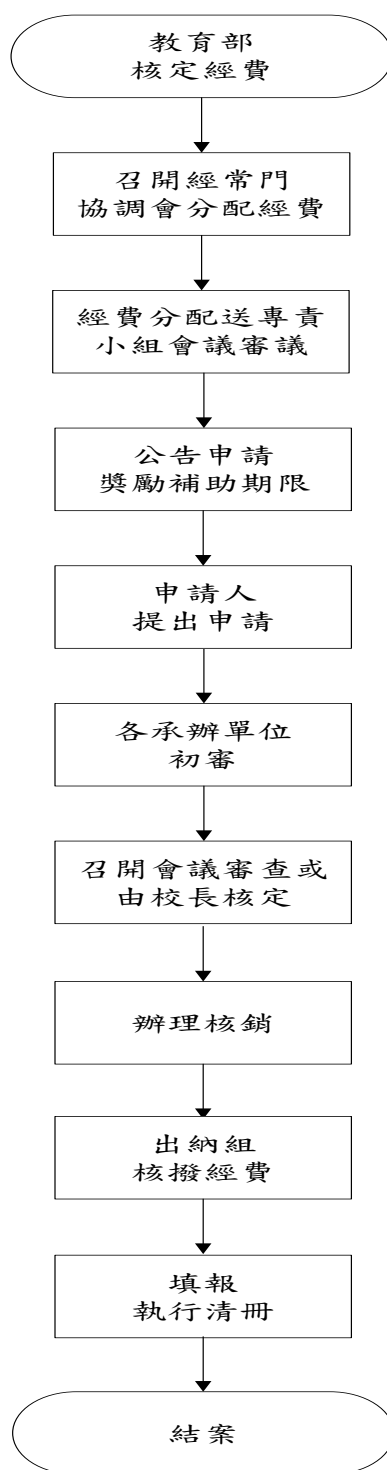 教育部
核定經費
召開經常門
協調會分配經費
經費分配送專責
小組會議審議
公告申請
獎勵補助期限
申請人
提出申請
各承辦單位
初審
召開會議審查或
由校長核定
辦理核銷
出納組
核撥經費
填報
執行清冊
結案